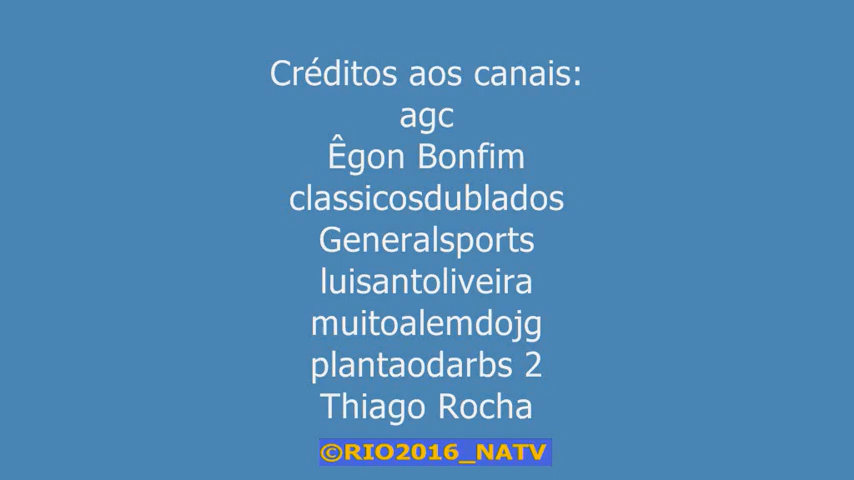 Créditos aos canais:
agc
Êgon Bonfim
classicosdublados
Generalsports
luisantoliveira
muitoalemdojg
plantaodarbs 2
Thiago Rocha
©RIO2016_NATV